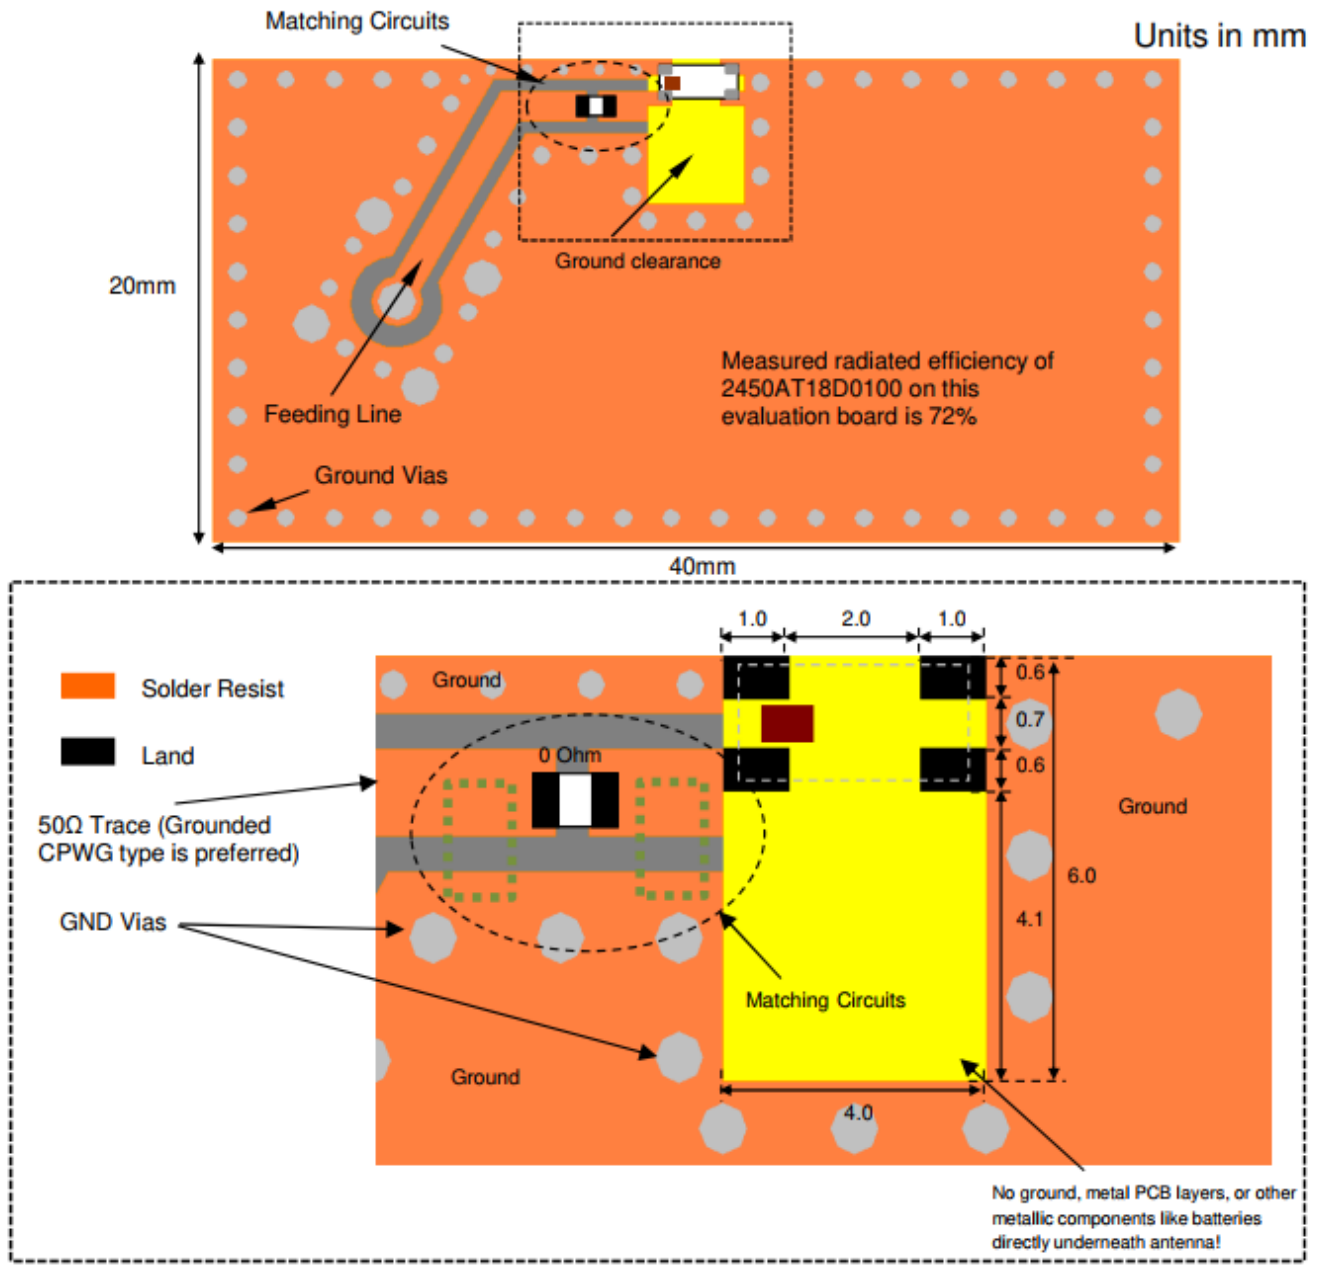 Matching Circuits
Units in mm
20mm
Ground clearance
Measured radiated efficiency of
2450AT18D0100 on this
evaluation board is 72%
Feeding Line
Ground Vias
40mm
1.0
2.0
1.0
Solder Resist
Land
Ground
0.6
0.7
0.6
0 Ohm
50Ω Trace (Grounded
CPWG type is preferred)
Ground
6.0
4.1
GND Vias
Matching Circuits
Ground
4.0
No ground, metal PCB layers, or other
metallic components like batteries
directly underneath antenna!